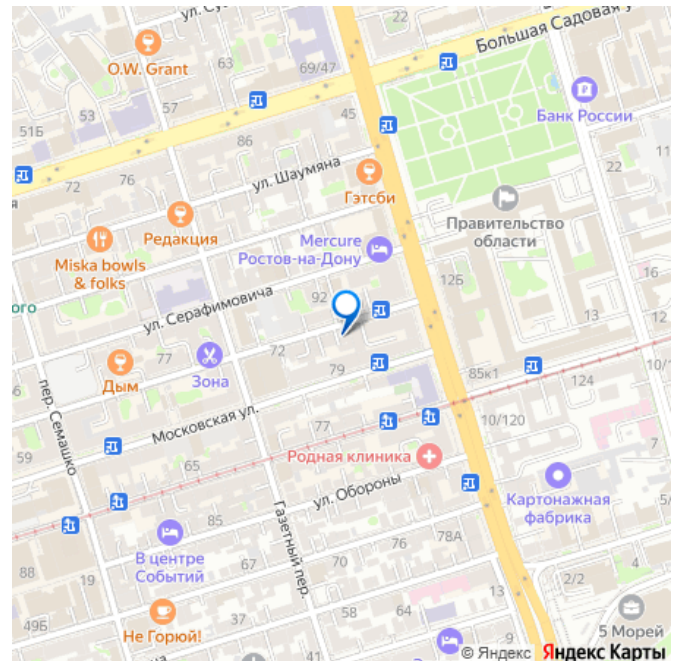 ул. Су
22
Большая Садовая у
O.W. Grant
63
69/47
51Б
53
57
45
Банк России
86
11
72
76
ул. Шаумяна
Гэтсби
22
я
Редакция
Правительство
области
Miska bowls
& folks
Mercure
Ростов-на-Дону
16
ого
ул. Серафимовича
92
12Б
Дым
77
Зона
72
79
85к1
124
10/1
пер. Семашко
Московская ул.
10/120
59
77
Родная клиника
7
65
ул. Обороны
Картонажная
фабрика
5/
85
Газетный пер.
В центре
Событий
76
78А
88
19
70
2/2
4
13
64
49Б
58
Не Горюй!
5 Морей
9
© Яндекс Яндекс Карты